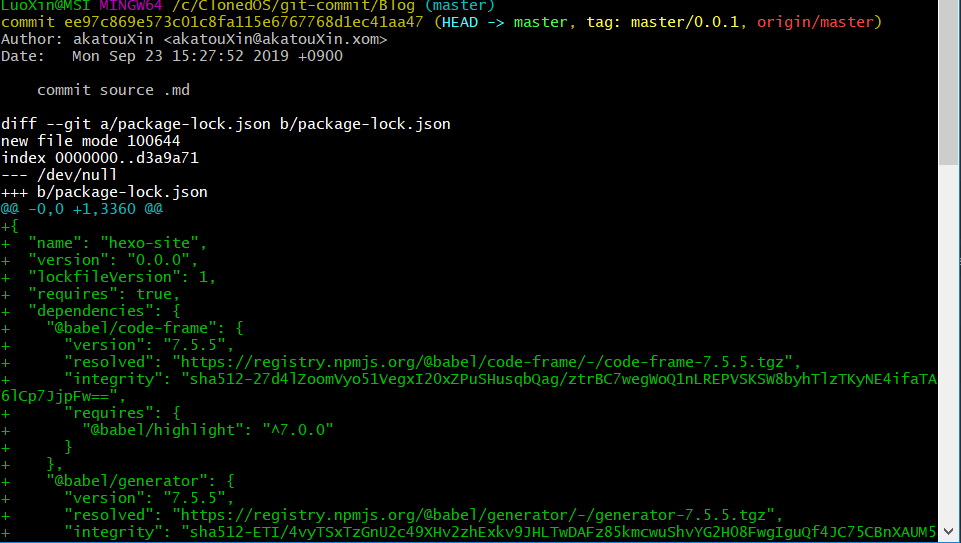 LuoXin@MSI MINGW64 /c/ClonedOS/git-commit/Blog (master)
commit ee97c869e573c01c8fa115e6767768d1ec41aa47 (HEAD -> master, tag: master/0.0.1, origin/master)
Author: akatouXin <akatouXin@akatouXin.xom>
Date:   Mon Sep 23 15:27:52 2019 +0900

    commit source .md

diff --git a/package-lock.json b/package-lock.json
new file mode 100644
index 0000000..d3a9a71
--- /dev/null
+++ b/package-lock.json
@@ -0,0 +1,3360 @@
+{
+  "name": "hexo-site",
+  "version": "0.0.0",
+  "lockfileVersion": 1,
+  "requires": true,
+  "dependencies": {
+    "@babel/code-frame": {
+      "version": "7.5.5",
+      "resolved": "https://registry.npmjs.org/@babel/code-frame/-/code-frame-7.5.5.tgz",
+      "integrity": "sha512-27d4lZoomVyo51VegxI20xZPuSHusqbQag/ztrBC7wegWoQ1nLREPVSKSW8byhTlzTKyNE4ifaTA
6lCp7JjpFw==",
+      "requires": {
+        "@babel/highlight": "^7.0.0"
+      }
+    },
+    "@babel/generator": {
+      "version": "7.5.5",
+      "resolved": "https://registry.npmjs.org/@babel/generator/-/generator-7.5.5.tgz",
+      "integrity": "sha512-ETI/4vyTSxTzGnU2c49XHv2zhExkv9JHLTwDAFz85kmcwuShvYG2H08FwgIguQf4JC75CBnXAUM5